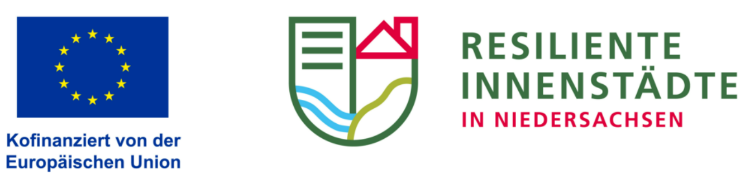 Kofinanziert von der
Europäischen Union
RESILIENTE
INNENSTÄDTE
IN NIEDERSACHSEN